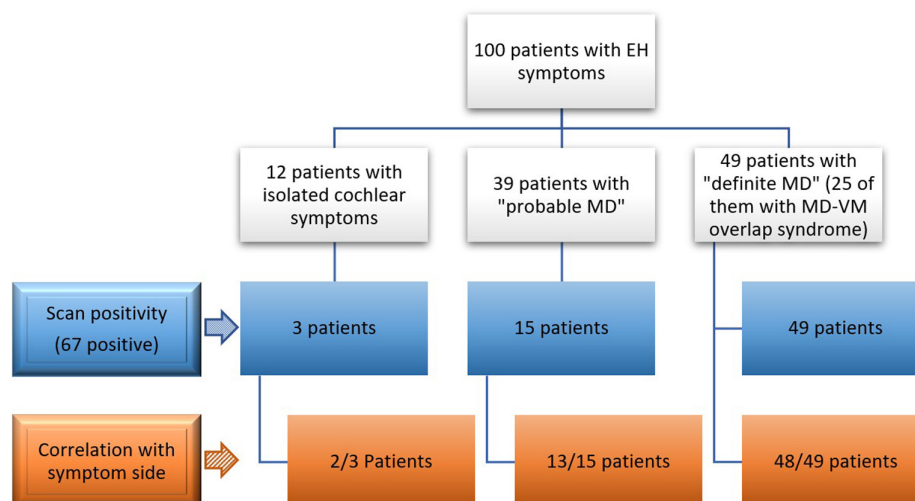 100 patients with EH
symptoms
12 patients with
isolated cochlear
symptoms
39 patients with
"probable MD"
49 patients with
"definite MD" (25 of
them with MD-VM
overlap syndrome)
Scan positivity
(67 positive)
3 patients
15 patients
49 patients
Correlation with
symptom side
2/3 Patients
13/15 patients
48/49 patients